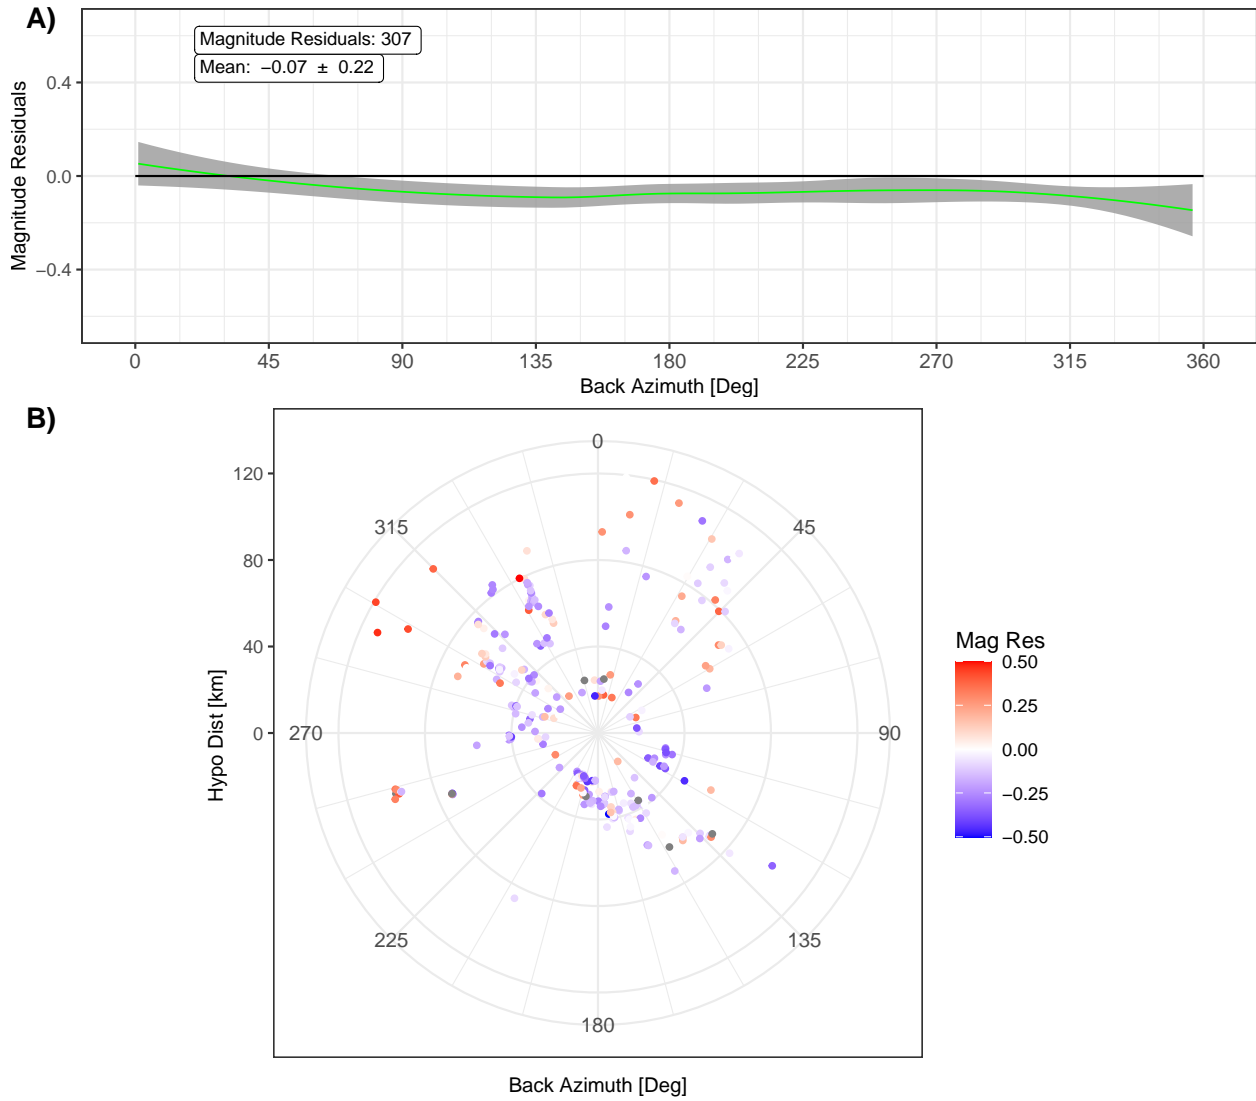 A)
Magnitude Residuals: 307
Mean: −0.07 ± 0.22
Magnitude Residuals
0.4
0.0
−0.4
0 45 90 135 180 225 270 315 360
Back Azimuth [Deg]
B)
Hypo Dist [km]
120
80
40
0
0
45
90
135
180
225
270
315
Back Azimuth [Deg]
Mag Res
0.50
0.25
0.00
−0.25
−0.50